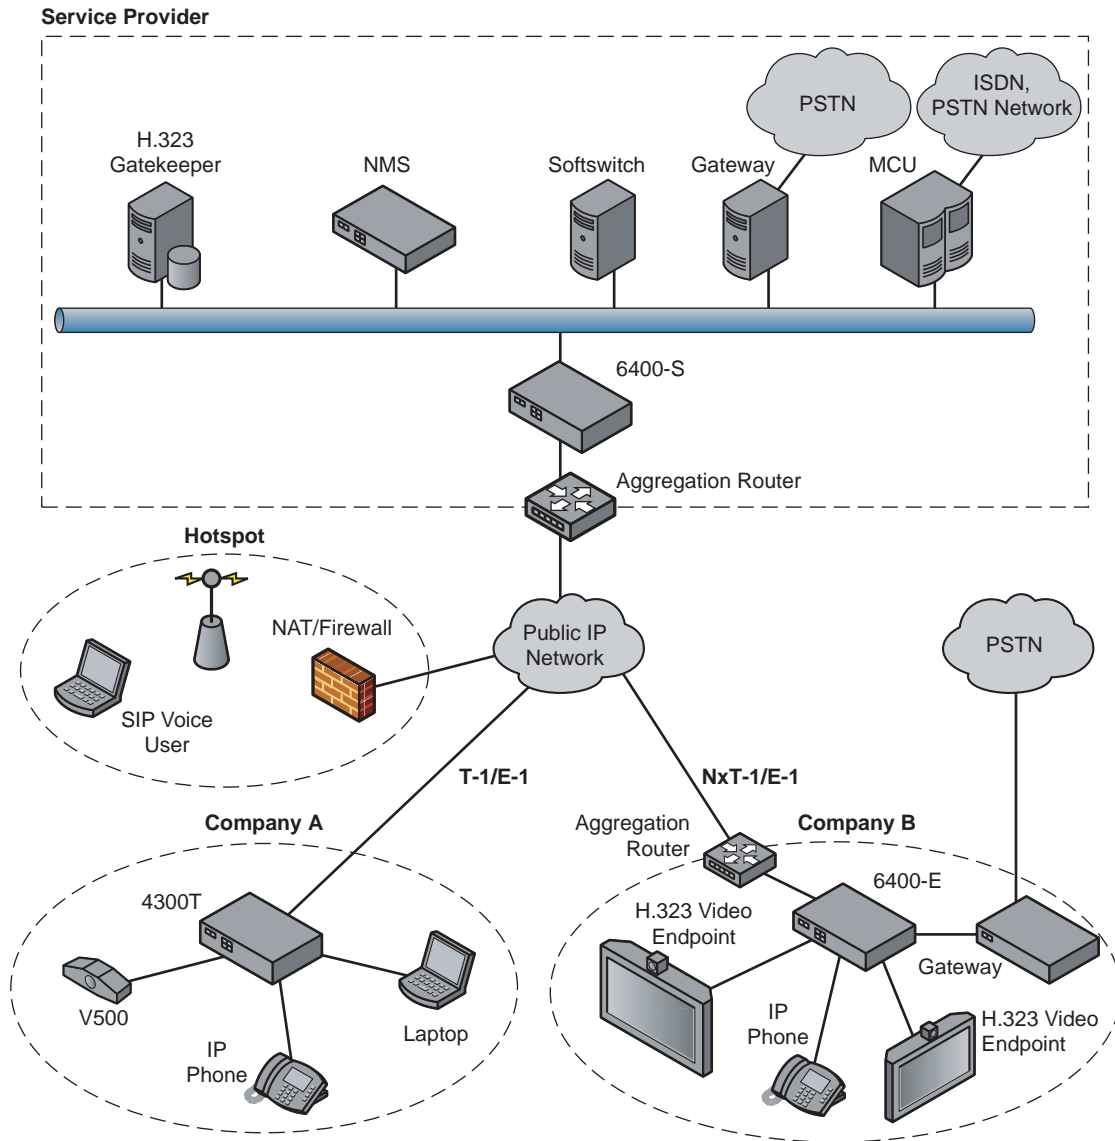 Service Provider
PSTN
ISDN,
PSTN Network
H.323
Gatekeeper
NMS
Softswitch
Gateway
MCU
6400-S
Aggregation Router
Hotspot
NAT/Firewall
SIP Voice
User
Public IP
Network
PSTN
T-1/E-1
NxT-1/E-1
Company A
Aggregation
Router
Company B
4300T
6400-E
H.323 Video
Endpoint
Gateway
V500
Laptop
IP
Phone
IP
Phone
H.323 Video
Endpoint